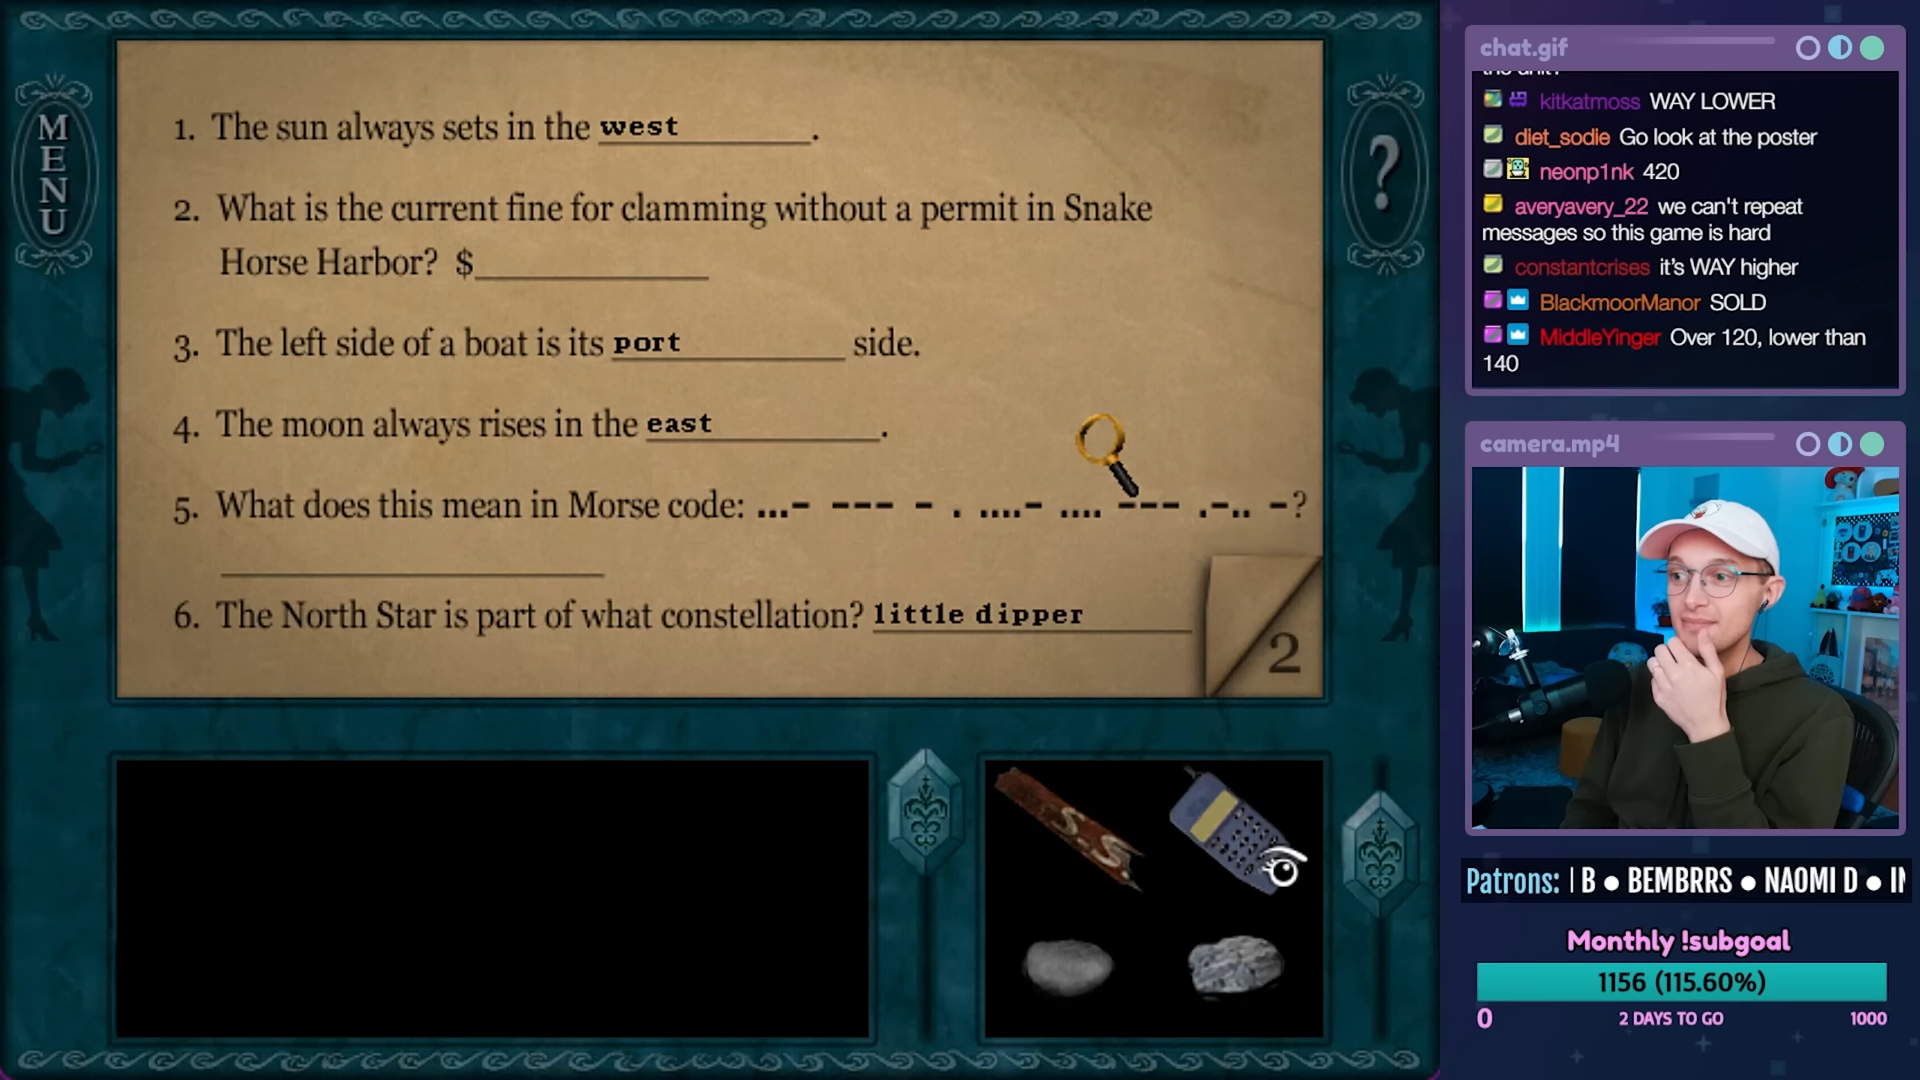 MENU
?
1. The sun always sets in the west.
2. What is the current fine for clamming without a permit in Snake
Horse Harbor? $
3. The left side of a boat is its port side.
4. The moon always rises in the east.
5. What does this mean in Morse code: ...- --- - . ....- .... --- .-.. -?
6. The North Star is part of what constellation? little dipper
2
S.S
chat.gif
kitkatmoss WAY LOWER
diet_sodie Go look at the poster
neonp1nk 420
averyavery_22 we can't repeat
messages so this game is hard
constantcrises it's WAY higher
BlackmoorManor SOLD
MiddleYinger Over 120, lower than
140
camera.mp4
Patrons: B ● BEMBRRS ● NAOMI D ●
Monthly !subgoal
1156 (115.60%)
0 2 DAYS TO GO 1000